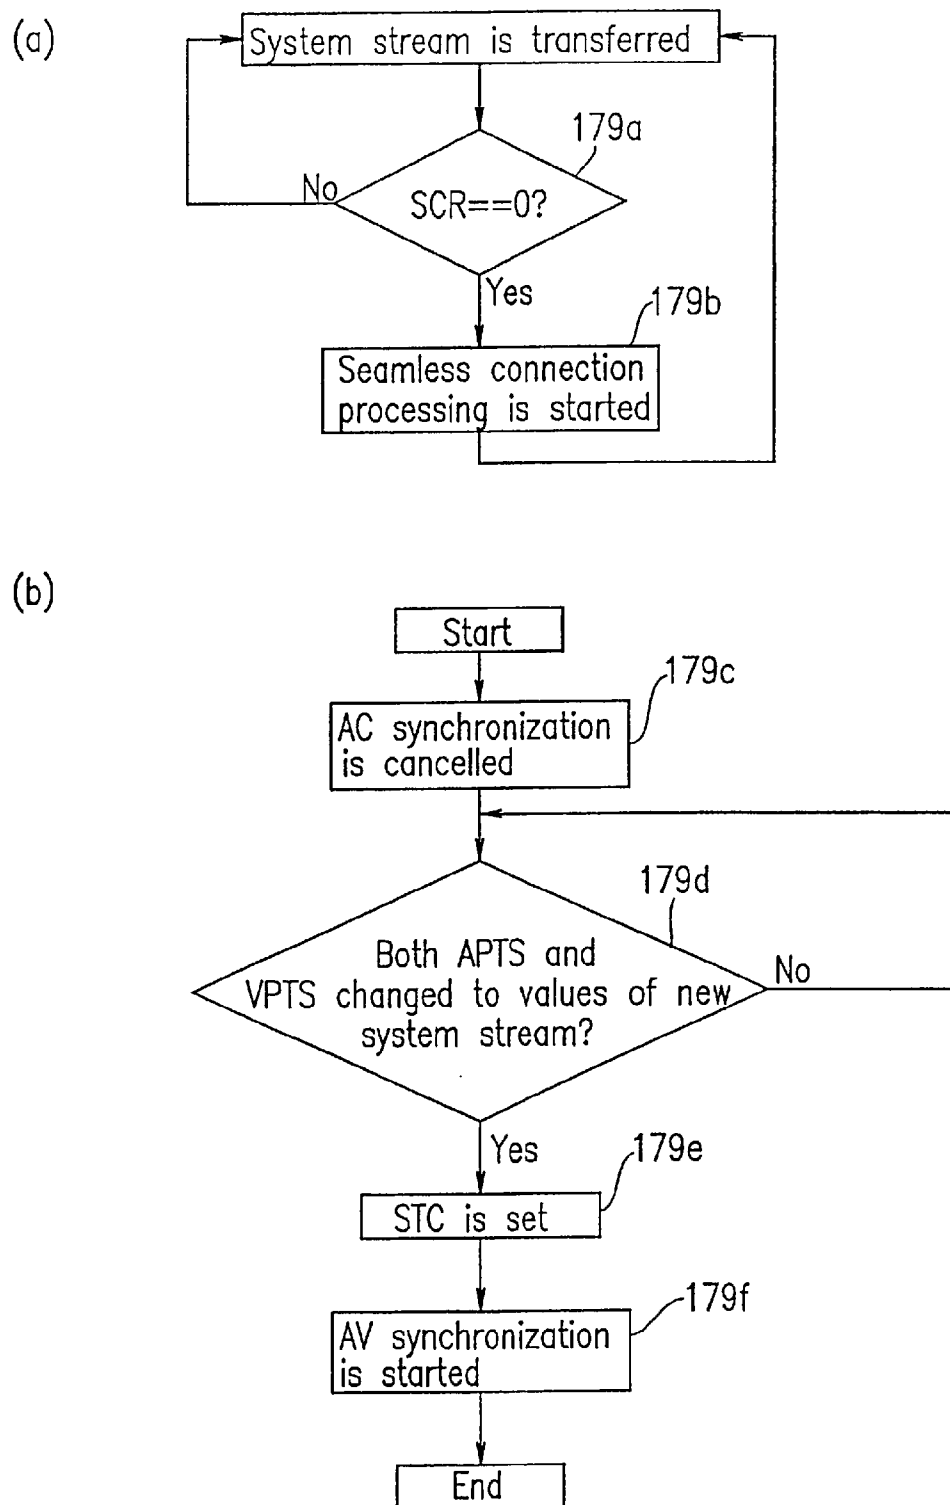 (a)
System stream is transferred
179a
SCR==0?
No
Yes
179b
Seamless connection
processing is started
(b)
Start
179c
AC synchronization
is cancelled
179d
Both APTS and
VPTS changed to values of new
system stream?
No
Yes
179e
STC is set
179f
AV synchronization
is started
End